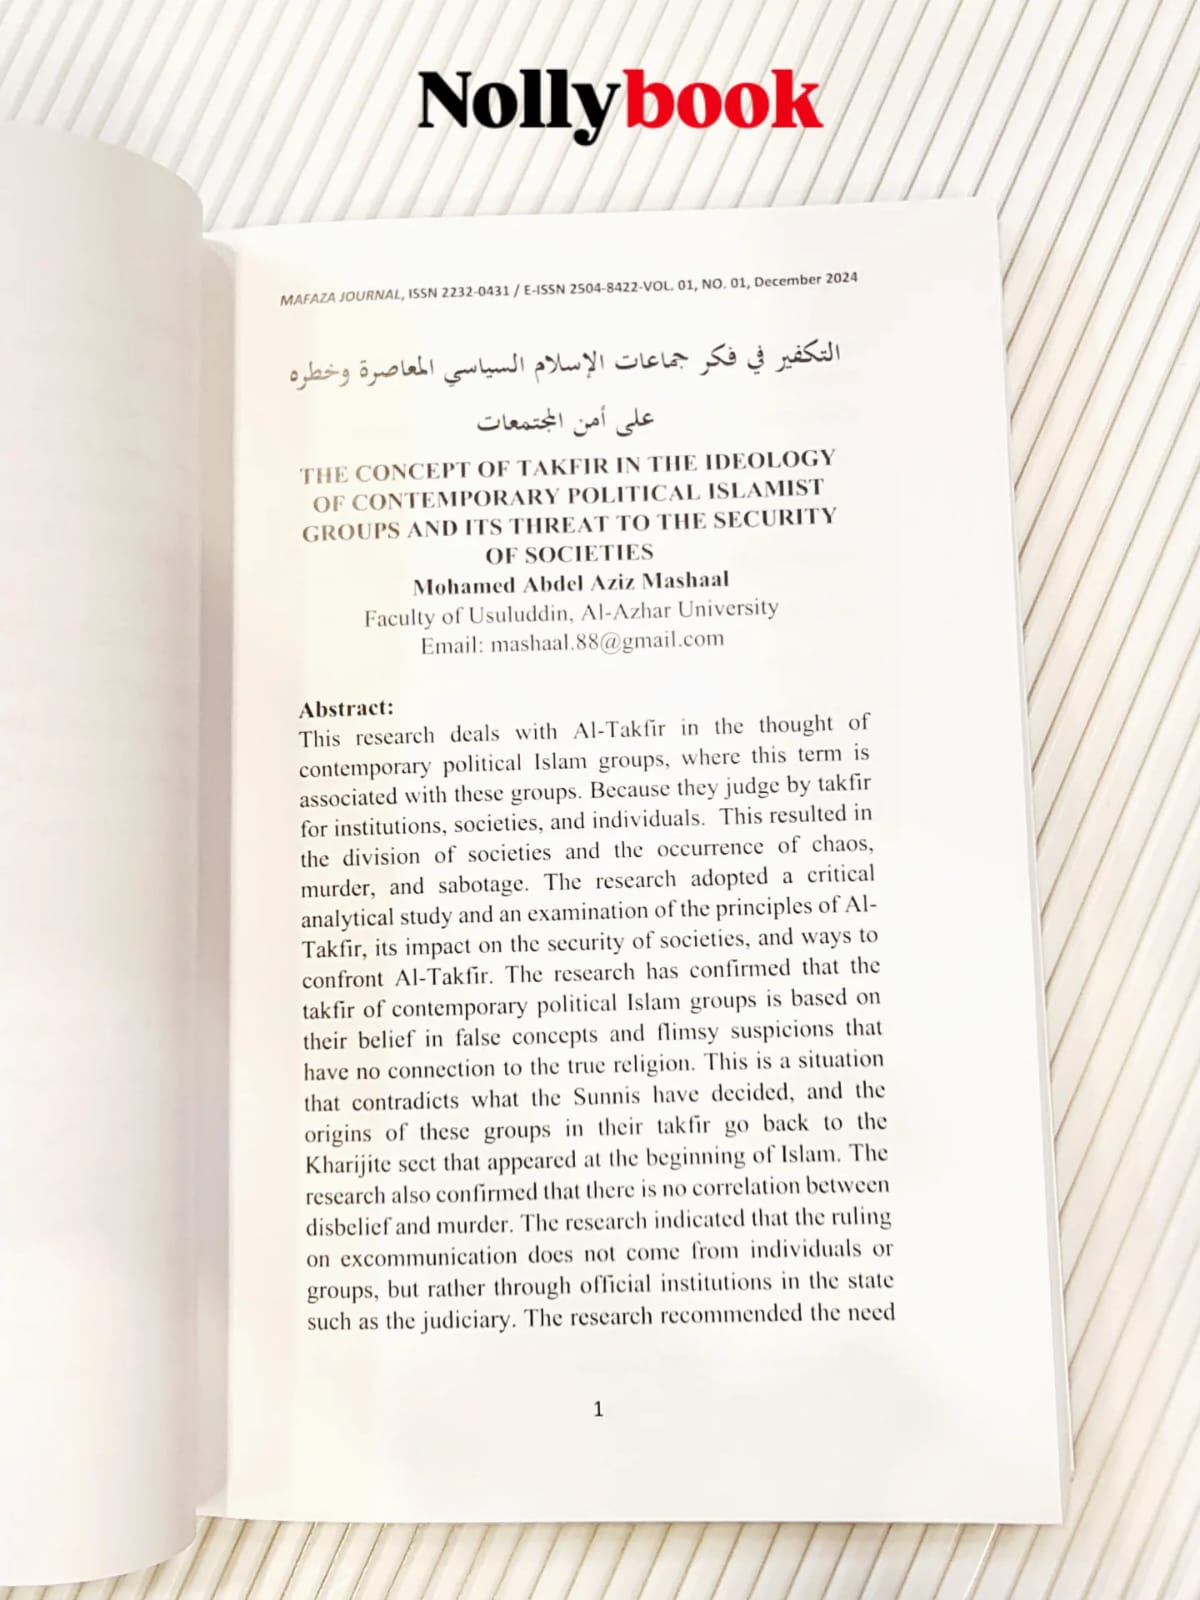 Nollybook
MAFAZA JOURNAL, ISSN 2232-0431 / E-ISSN 2504-8422-VOL. 01, NO. 01, December 2024
التكفير في فكر جماعات الإسلام السياسي المعاصرة وخطره
على أمن المجتمعات
THE CONCEPT OF TAKFIR IN THE IDEOLOGY
OF CONTEMPORARY POLITICAL ISLAMIST
GROUPS AND ITS THREAT TO THE SECURITY
OF SOCIETIES
Mohamed Abdel Aziz Mashaal
Faculty of Usuluddin, Al-Azhar University
Email: mashaal.88@gmail.com
Abstract:
This research deals with Al-Takfir in the thought of
contemporary political Islam groups, where this term is
associated with these groups. Because they judge by takfir
for institutions, societies, and individuals. This resulted in
the division of societies and the occurrence of chaos,
murder, and sabotage. The research adopted a critical
analytical study and an examination of the principles of Al-
Takfir, its impact on the security of societies, and ways to
confront Al-Takfir. The research has confirmed that the
takfir of contemporary political Islam groups is based on
their belief in false concepts and flimsy suspicions that
have no connection to the true religion. This is a situation
that contradicts what the Sunnis have decided, and the
origins of these groups in their takfir go back to the
Kharijite sect that appeared at the beginning of Islam. The
research also confirmed that there is no correlation between
disbelief and murder. The research indicated that the ruling
on excommunication does not come from individuals or
groups, but rather through official institutions in the state
such as the judiciary. The research recommended the need
1